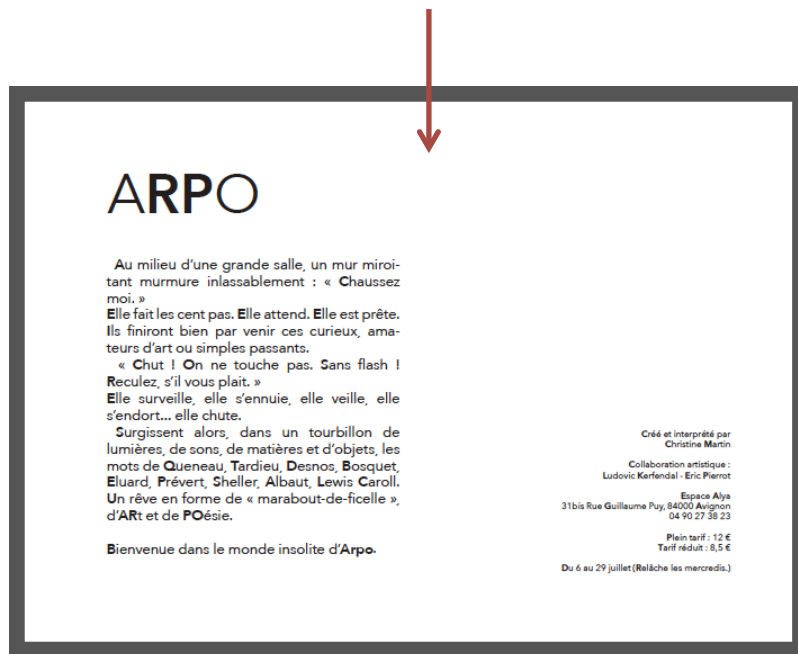 ARPO
Au milieu d'une grande salle, un mur miroi-
tant murmure inlassablement : « Chaussez
moi. »
Elle fait les cent pas. Elle attend. Elle est prête.
Ils finiront bien par venir ces curieux, ama-
teurs d'art ou simples passants.
« Chut ! On ne touche pas. Sans flash !
Reculez, s'il vous plait. »
Elle surveille, elle s'ennuie, elle veille, elle
s'endort... elle chute.
Surgissent alors, dans un tourbillon de
lumières, de sons, de matières et d'objets, les
mots de Queneau, Tardieu, Desnos, Bosquet,
Eluard, Prévert, Sheller, Albaut, Lewis Caroll.
Un rêve en forme de « marabout-de-ficelle »,
d'ARt et de POésie.
Bienvenue dans le monde insolite d'Arpo.
Créé et interprété par
Christine Martin
Collaboration artistique :
Ludovic Kerfendal - Eric Pierrot
Espace Alya
31bis Rue Guillaume Puy, 84000 Avignon
04 90 27 38 23
Plein tarif : 12 €
Tarif réduit : 8,5 €
Du 6 au 29 juillet (Relâche les mercredis.)